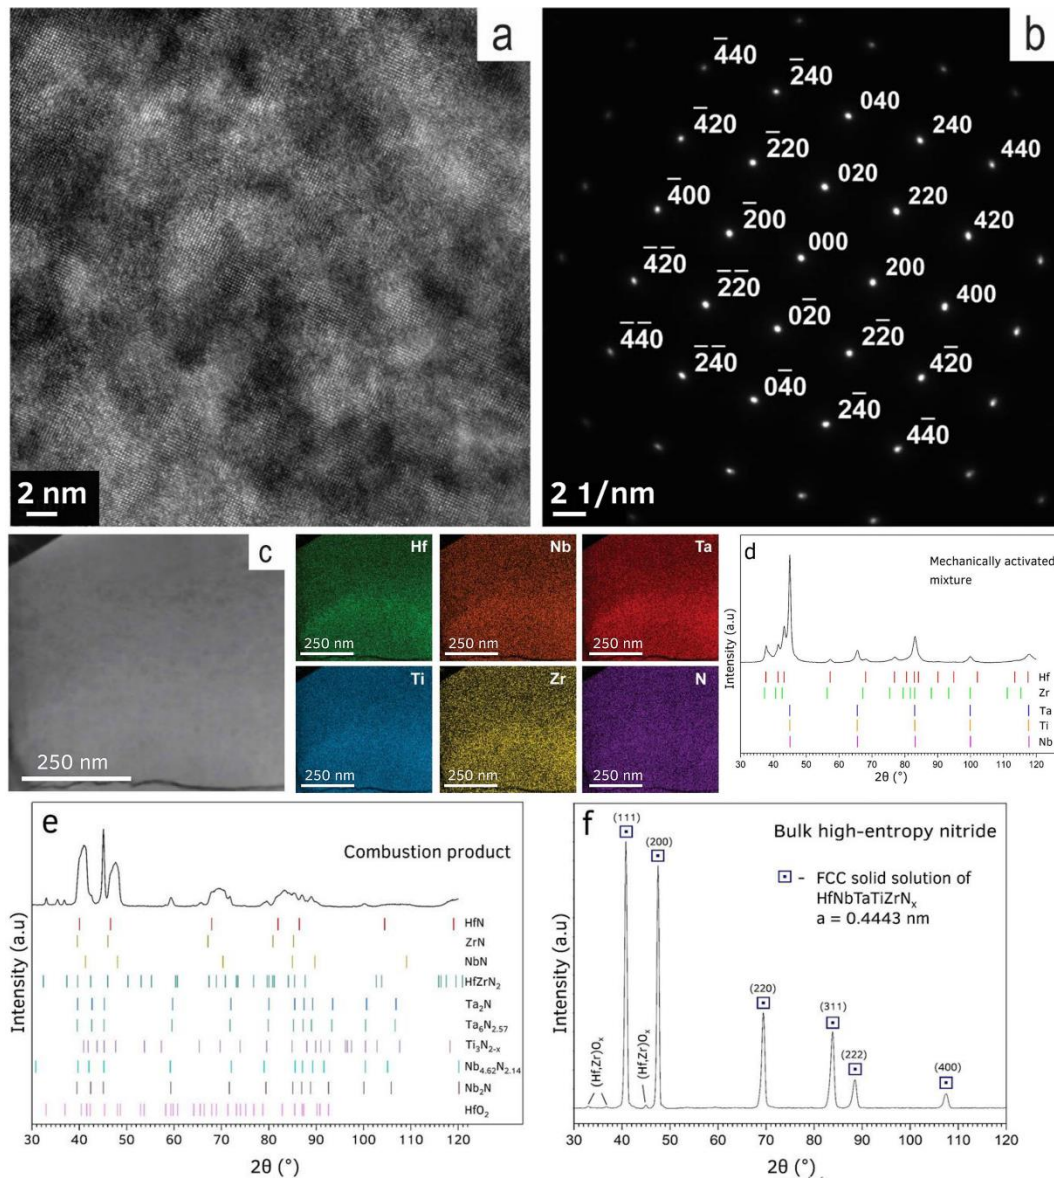 a
2 nm
b
4̅40
2̅40
040
240
440
4̅20
2̅20
020
220
420
4̅00
2̅00
000
200
400
4̅2̅0
2̅2̅0
02̅0
22̅0
42̅0
4̅4̅0
2̅4̅0
04̅0
24̅0
44̅0
2 1/nm
c
250 nm
Hf
250 nm
Nb
250 nm
Ta
250 nm
Ti
250 nm
Zr
250 nm
N
250 nm
d
Mechanically activated
mixture
Intensity (a.u)
Hf
Zr
Ta
Ti
Nb
30 40 50 60 70 80 90 100 110 120
2θ (°)
e
Combustion product
Intensity (a.u)
HfN
ZrN
NbN
HfZrN₂
Ta₂N
Ta₆N₂.₅₇
Ti₃N₂₋ₓ
Nb₄.₆₂N₂.₁₄
Nb₂N
HfO₂
30 40 50 60 70 80 90 100 110 120
2θ (°)
f
Bulk high-entropy nitride
FCC solid solution of
HfNbTaTiZrNₓ
a = 0.4443 nm
Intensity (a.u)
(111)
(200)
(220)
(311)
(222)
(400)
(Hf,Zr)Oₓ
(Hf,Zr)Oₓ
30 40 50 60 70 80 90 100 110 120
2θ (°)